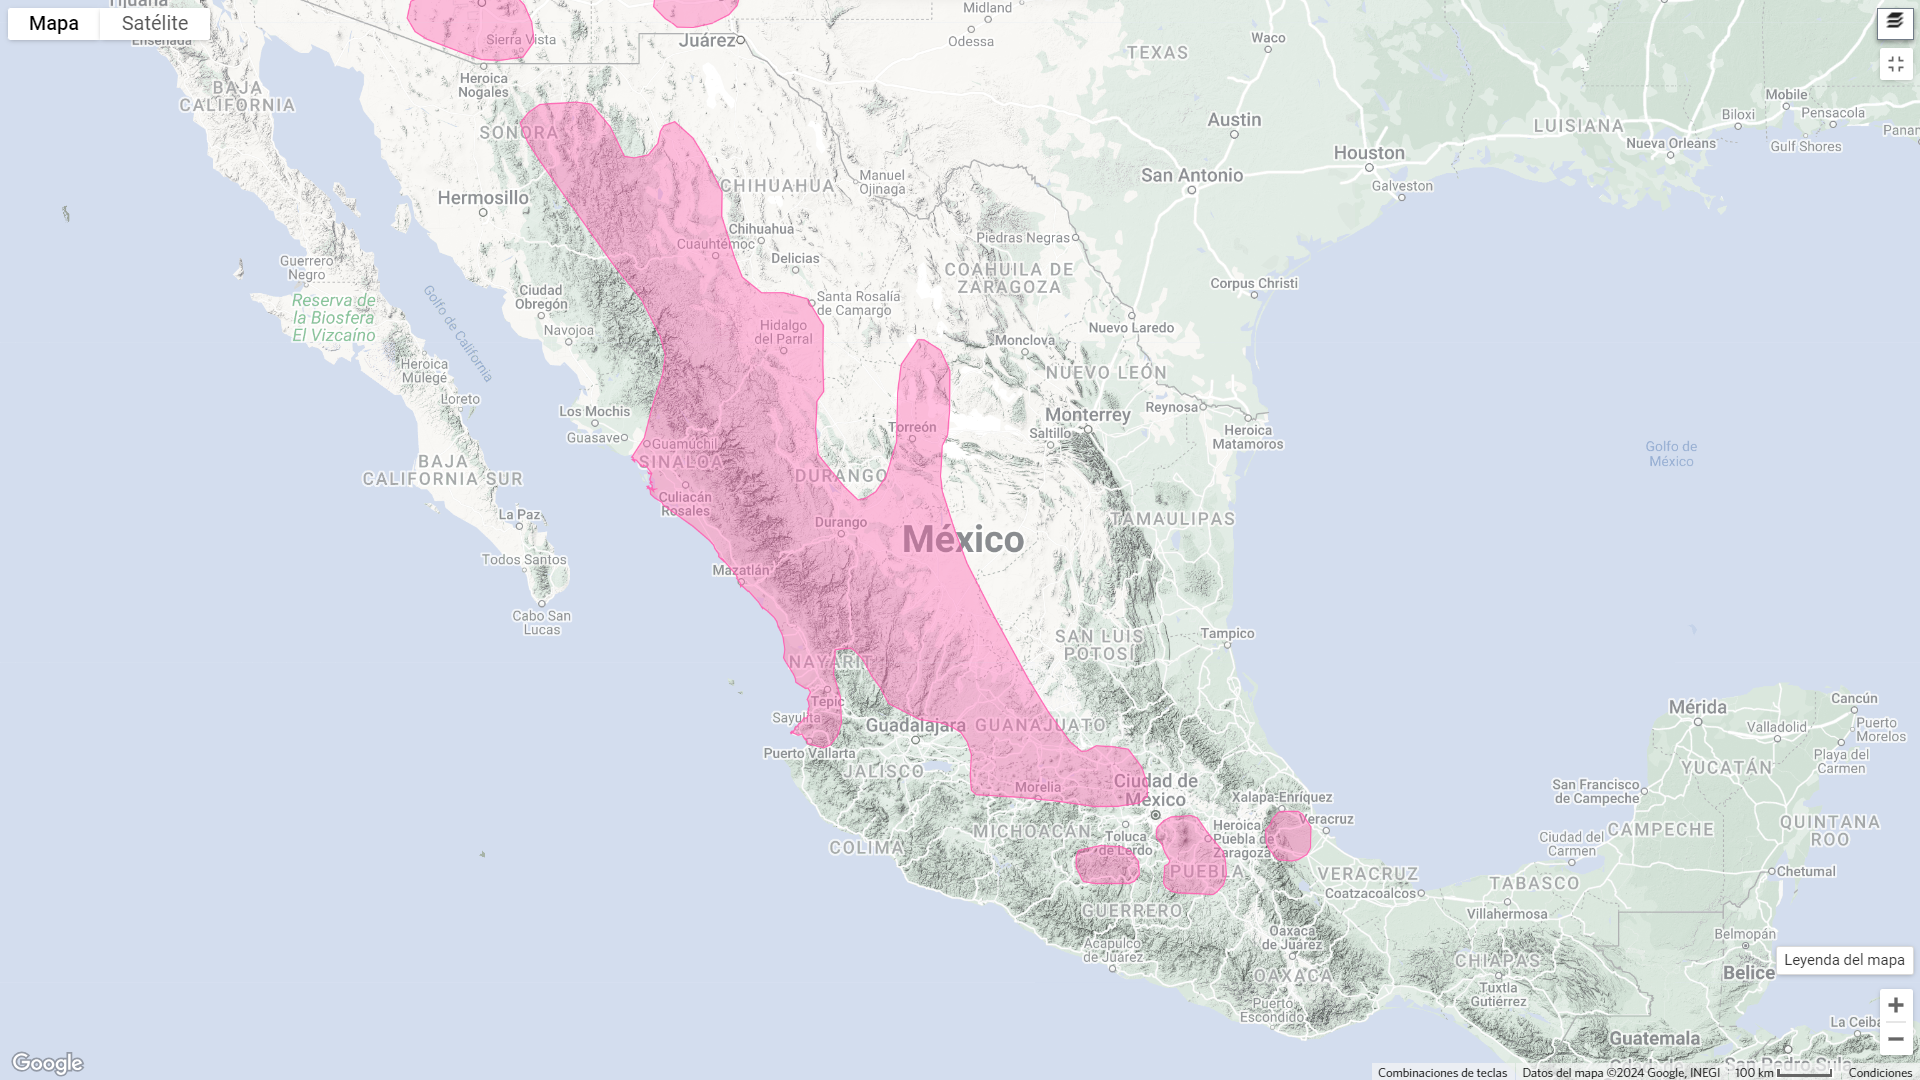 Tijuana
Mapa
Satélite
Ensenada
Sierra Vista
Juárez
Midland
Odessa
TEXAS
Waco
Heroica
Nogales
BAJA
CALIFORNIA
SONORA
Austin
LUISIANA
Mobile
Biloxi
Pensacola
Panan
Nueva Orleans
Gulf Shores
Houston
San Antonio
Galveston
Hermosillo
CHIHUAHUA
Manuel
Ojinaga
Chihuahua
Cuauhtémoc
Delicias
Piedras Negras
Guerrero
Negro
Ciudad
Obregón
COAHUILA DE
ZARAGOZA
Corpus Christi
Reserva de
la Biosfera
El Vizcaíno
Golfo de California
Navojoa
Santa Rosalía
de Camargo
Hidalgo
del Parral
Nuevo Laredo
Monclova
Heroica
Mulegé
NUEVO LEÓN
Loreto
Los Mochis
Guasave
Reynosa
Monterrey
Saltillo
Torreón
Heroica
Matamoros
Guamúchil
SINALOA
Golfo de
México
BAJA
CALIFORNIA SUR
DURANGO
Culiacán
Rosales
La Paz
Durango
México
TAMAULIPAS
Todos Santos
Mazatlán
Cabo San
Lucas
Tampico
SAN LUIS
POTOSÍ
NAYARIT
Tepic
Sayulita
Guadalajara
GUANAJUATO
Puerto Vallarta
JALISCO
Morelia
Ciudad de
México
Xalapa-Enríquez
Veracruz
Mérida
Cancún
Valladolid
Puerto
Morelos
Playa del
Carmen
YUCATÁN
San Francisco
de Campeche
MICHOACÁN
Toluca
de Lerdo
Heroica
Puebla de
Zaragoza
COLIMA
Ciudad del
Carmen
CAMPECHE
QUINTANA
ROO
PUEBLA
VERACRUZ
Coatzacoalcos
TABASCO
Chetumal
GUERRERO
Villahermosa
Acapulco
de Juárez
Oaxaca
de Juárez
Belmopán
OAXACA
CHIAPAS
Belice
Leyenda del mapa
Tuxtla
Gutiérrez
Puerto
Escondido
La Ceiba
Guatemala
San Pedro Sula
Google
Combinaciones de teclas
Datos del mapa ©2024 Google, INEGI
100 km
Condiciones